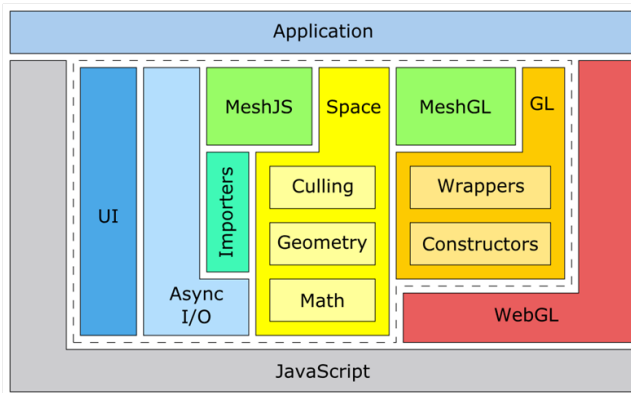 Application
MeshJS
Space
MeshGL
GL
UI
Importers
Culling
Geometry
Math
Wrappers
Constructors
Async
I/O
WebGL
JavaScript